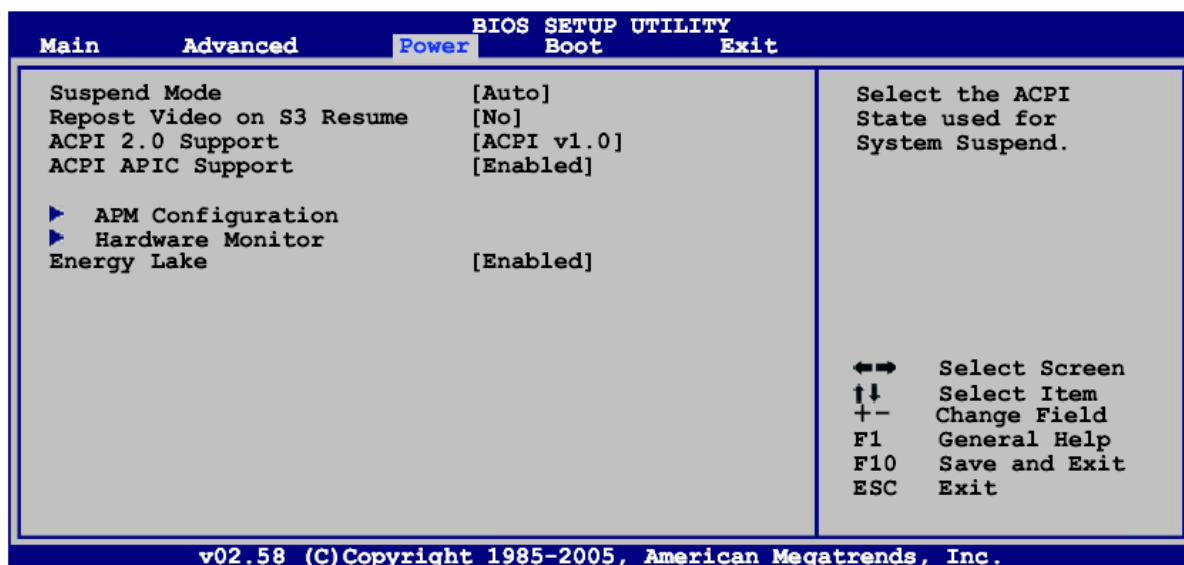 BIOS SETUP UTILITY
Main Advanced Power Boot Exit
Suspend Mode [Auto]
Repost Video on S3 Resume [No]
ACPI 2.0 Support [ACPI v1.0]
ACPI APIC Support [Enabled]
APM Configuration
Hardware Monitor
Energy Lake [Enabled]
Select the ACPI
State used for
System Suspend.
Select Screen
Select Item
+- Change Field
F1 General Help
F10 Save and Exit
ESC Exit
v02.58 (C)Copyright 1985-2005, American Megatrends, Inc.